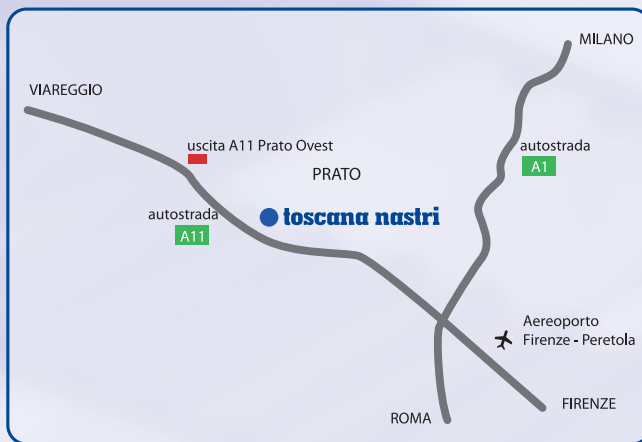 MILANO
VIAREGGIO
uscita A11 Prato Ovest
autostrada
A1
PRATO
autostrada
A11
toscana nastri
Aereoporto
Firenze - Peretola
FIRENZE
ROMA